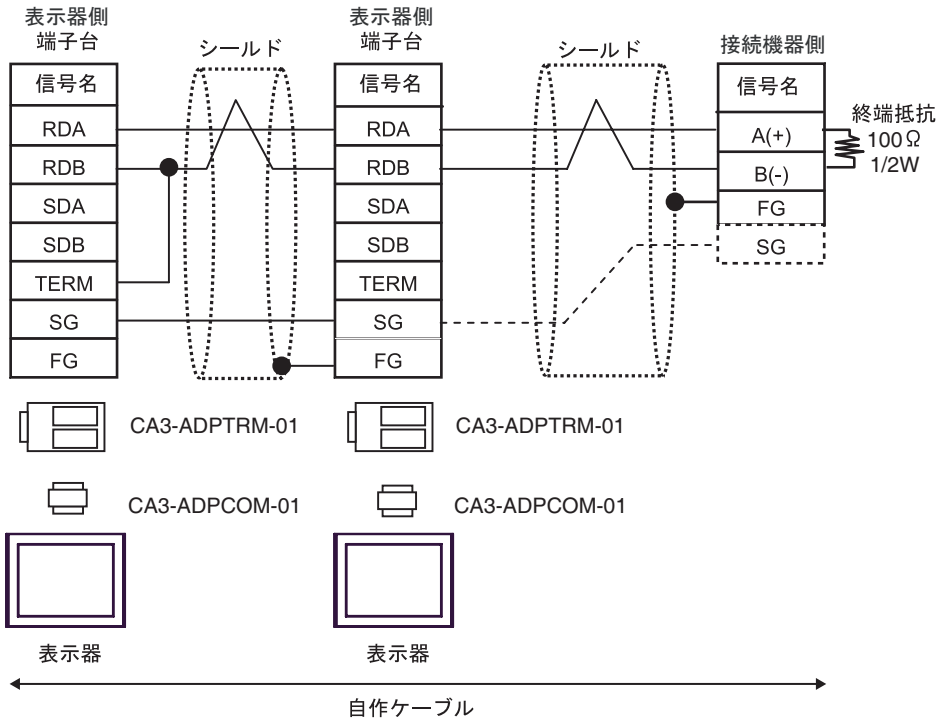 表示器側
端子台
信号名
RDA
RDB
SDA
SDB
TERM
SG
FG
シールド
表示器側
端子台
信号名
RDA
RDB
SDA
SDB
TERM
SG
FG
シールド
接続機器側
信号名
A(+)
B(-)
FG
SG
終端抵抗
100Ω
1/2W
CA3-ADPTRM-01
CA3-ADPTRM-01
CA3-ADPCOM-01
CA3-ADPCOM-01
表示器
表示器
自作ケーブル